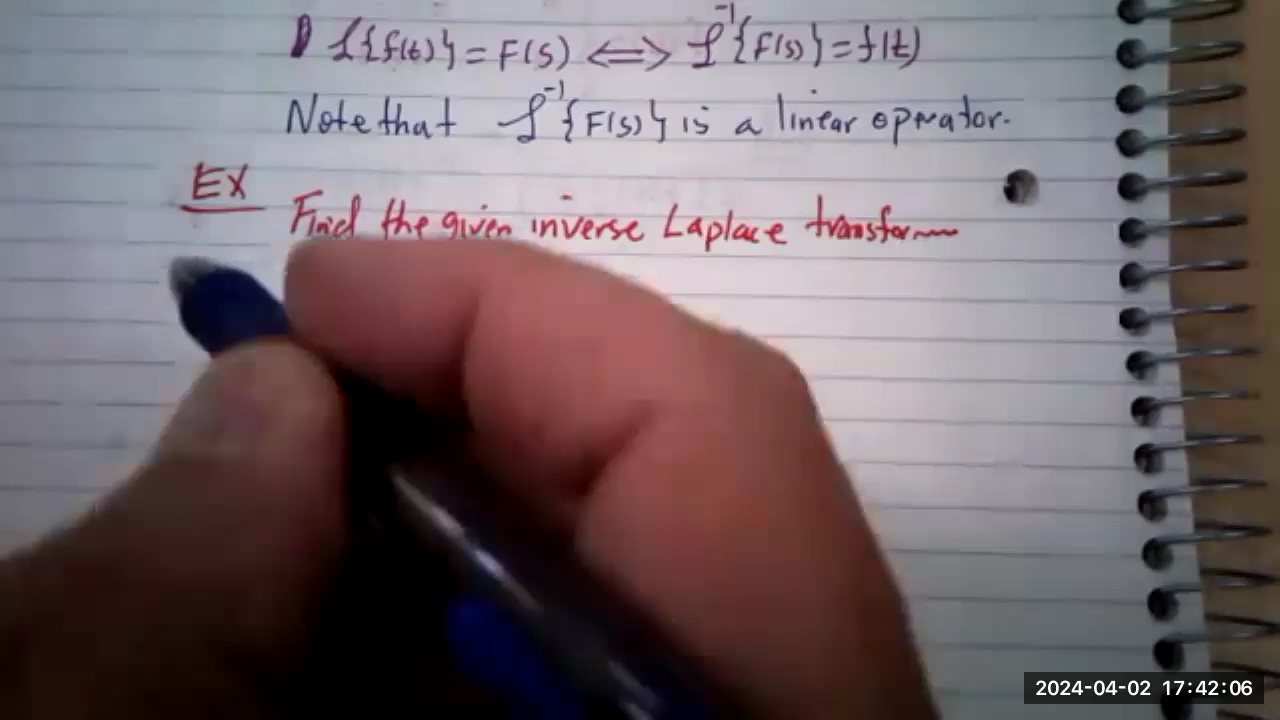 ℒ{f(t)} = F(s) ⟺ ℒ⁻¹{F(s)} = f(t)
Note that ℒ⁻¹{F(s)} is a linear operator.
EX
Find the given inverse Laplace transform
2024-04-02 17:42:06